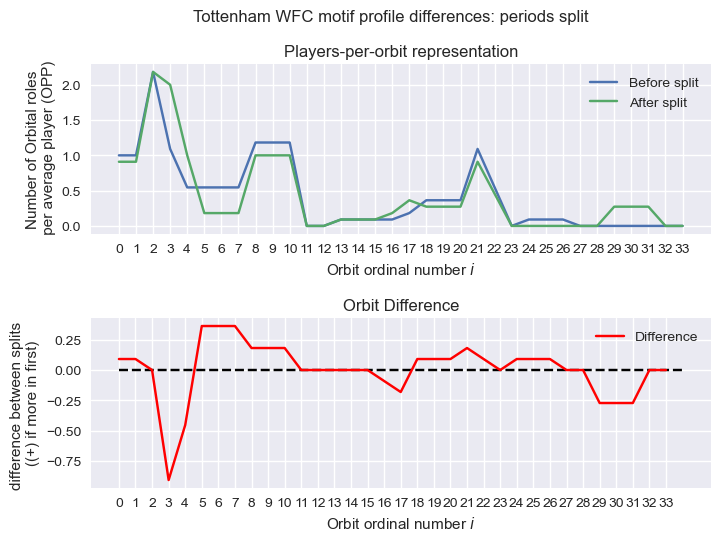 Tottenham WFC motif profile differences: periods split
Players-per-orbit representation
Number of Orbital roles
per average player (OPP)
2.0
1.5
1.0
0.5
0.0
Before split
After split
0 1 2 3 4 5 6 7 8 9 10 11 12 13 14 15 16 17 18 19 20 21 22 23 24 25 26 27 28 29 30 31 32 33
Orbit ordinal number i
Orbit Difference
difference between splits
((+) if more in first)
0.25
0.00
−0.25
−0.50
−0.75
Difference
0 1 2 3 4 5 6 7 8 9 10 11 12 13 14 15 16 17 18 19 20 21 22 23 24 25 26 27 28 29 30 31 32 33
Orbit ordinal number i